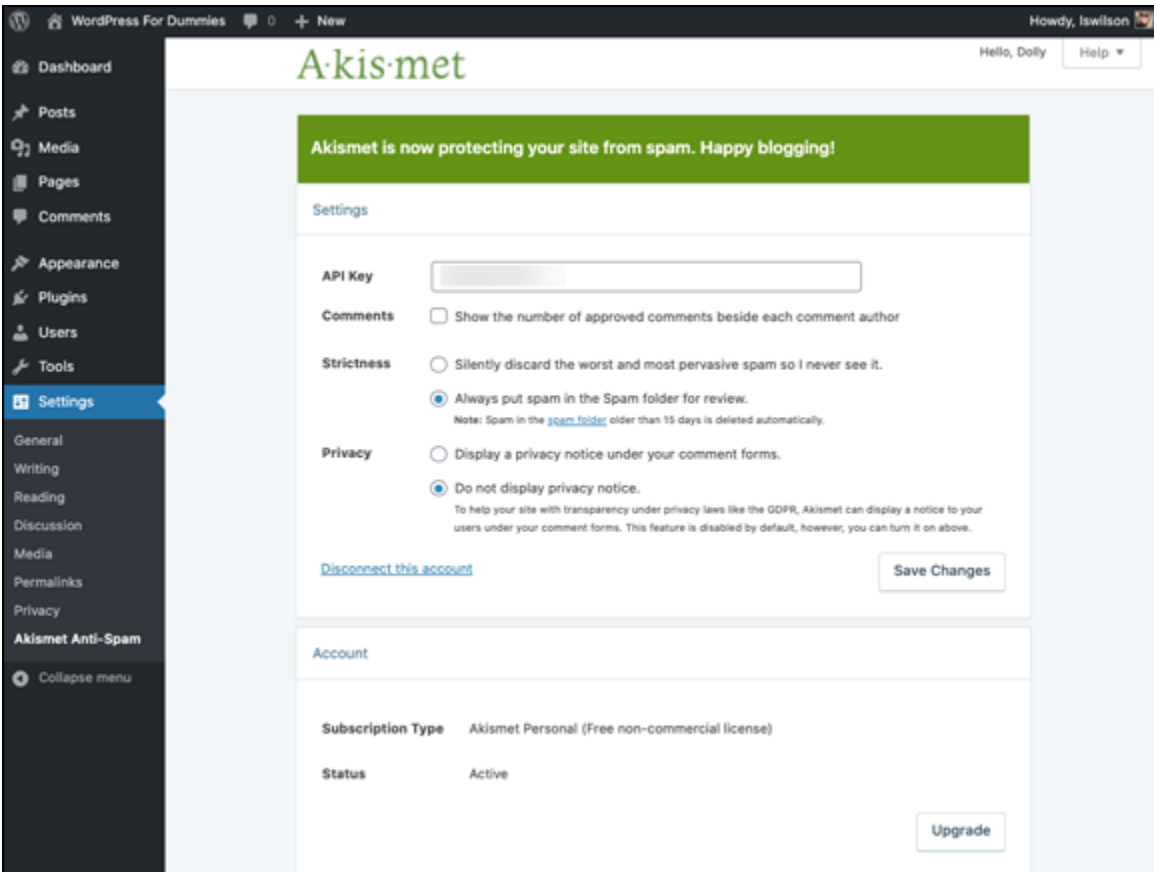 WordPress For Dummies 0 + New Howdy, lswilson
Dashboard
Posts
Media
Pages
Comments
Appearance
Plugins
Users
Tools
Settings
General
Writing
Reading
Discussion
Media
Permalinks
Privacy
Akismet Anti-Spam
Collapse menu
A·kis·met
Hello, Dolly
Help
Akismet is now protecting your site from spam. Happy blogging!
Settings
API Key
Comments Show the number of approved comments beside each comment author
Strictness Silently discard the worst and most pervasive spam so I never see it.
Always put spam in the Spam folder for review.
Note: Spam in the spam folder older than 15 days is deleted automatically.
Privacy Display a privacy notice under your comment forms.
Do not display privacy notice.
To help your site with transparency under privacy laws like the GDPR, Akismet can display a notice to your
users under your comment forms. This feature is disabled by default, however, you can turn it on above.
Disconnect this account
Save Changes
Account
Subscription Type Akismet Personal (Free non-commercial license)
Status Active
Upgrade